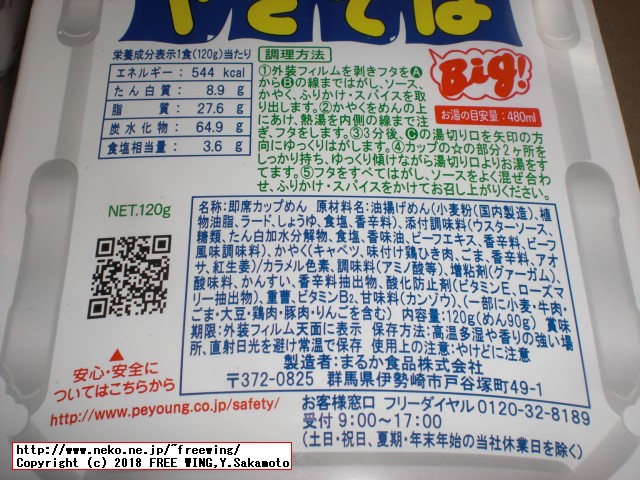 やきそば
栄養成分表示1食(120g)当たり
エネルギー： 544 kcal
たん白質： 8.9 g
脂質： 27.6 g
炭水化物： 64.9 g
食塩相当量： 3.6 g
調理方法
①外装フィルムを剥きフタをⒶ
からⒷの線まではがし、ソース、
かやく、ふりかけ・スパイスを取
り出します。②かやくをめんの上
にあけ、熱湯を内側の線まで注
ぎ、フタをします。③3分後、Ⓒの湯切り口を矢印の方
向にゆっくりはがします。④カップの☆の部分2ヶ所を
しっかり持ち、ゆっくり傾けながら湯切り口よりお湯をす
てます。⑤フタをすべてはがし、ソースをよく混ぜ合わ
せ、ふりかけ・スパイスをかけてお召し上がりください。
Big!
お湯の目安量：480ml
NET.120g
名称：即席カップめん 原材料名：油揚げめん(小麦粉(国内製造)、植
物油脂、ラード、しょうゆ、食塩、香辛料)、添付調味料(ウスターソース、
糖類、たん白加水分解物、食塩、香味油、ビーフエキス、香辛料、ビーフ
風味調味料)、かやく(キャベツ、味付け鶏ひき肉、ごま、香辛料、アオ
サ、紅生姜)/カラメル色素、調味料(アミノ酸等)、増粘剤(グァーガム)、
酸味料、かんすい、香辛料抽出物、酸化防止剤(ビタミンE、ローズマ
リー抽出物)、重曹、ビタミンB₂、甘味料(カンゾウ)、(一部に小麦・牛肉・
ごま・大豆・鶏肉・豚肉・りんごを含む) 内容量：120g(めん90g) 賞味
期限：外装フィルム天面に表示 保存方法：高温多湿や香りの強い場
所、直射日光を避け常温で保存 使用上の注意：やけどに注意
製造者：まるか食品株式会社
〒372-0825 群馬県伊勢崎市戸谷塚町49-1
安心・安全に
ついてはこちらから
http://www.peyoung.co.jp/safety/
お客様窓口 フリーダイヤル 0120-32-8189
受付 9:00～17:00
(土・日・祝日、夏期・年末年始の当社休業日を除く)
http://www.neko.ne.jp/~freewing/
Copyright (c) 2018 FREE WING,Y.Sakamoto